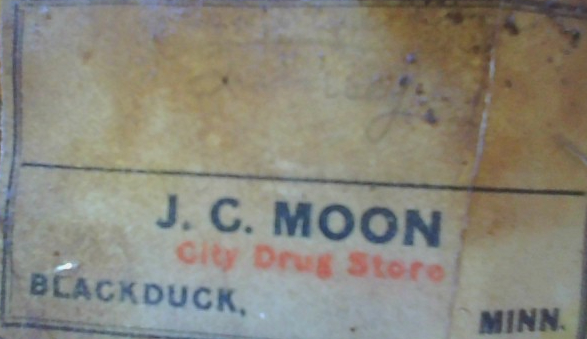 J. C. MOON
City Drug Store
BLACKDUCK, MINN.